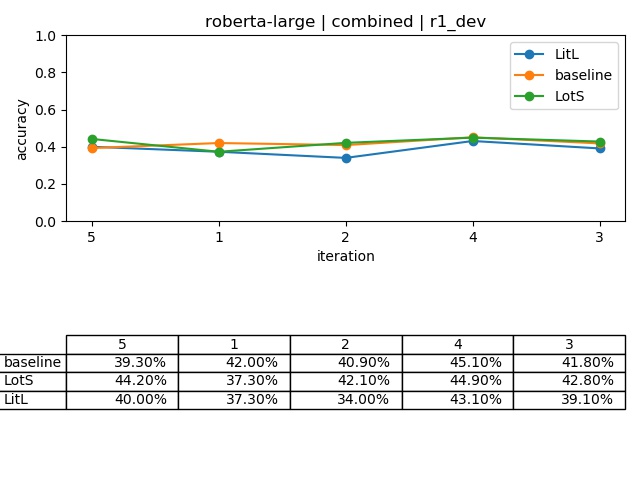 roberta-large | combined | r1_dev
1.0
0.8
0.6
0.4
0.2
0.0
accuracy
LitL
baseline
LotS
5 1 2 4 3
iteration
5 1 2 4 3
baseline 39.30% 42.00% 40.90% 45.10% 41.80%
LotS 44.20% 37.30% 42.10% 44.90% 42.80%
LitL 40.00% 37.30% 34.00% 43.10% 39.10%